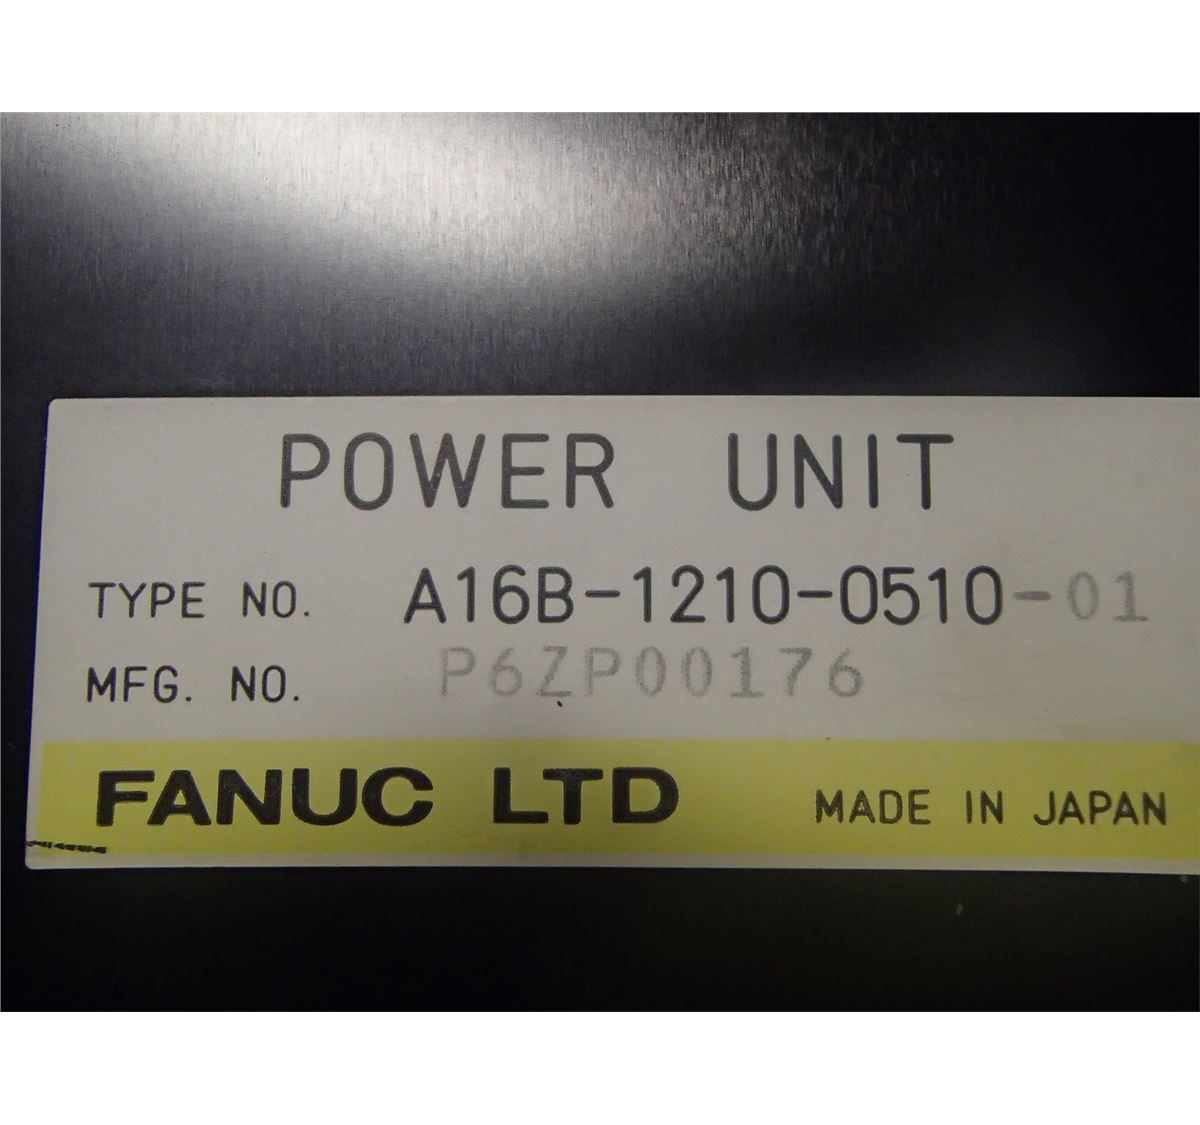 POWER UNIT
TYPE NO. A16B-1210-0510-01
MFG. NO. P6ZP00176
FANUC LTD MADE IN JAPAN